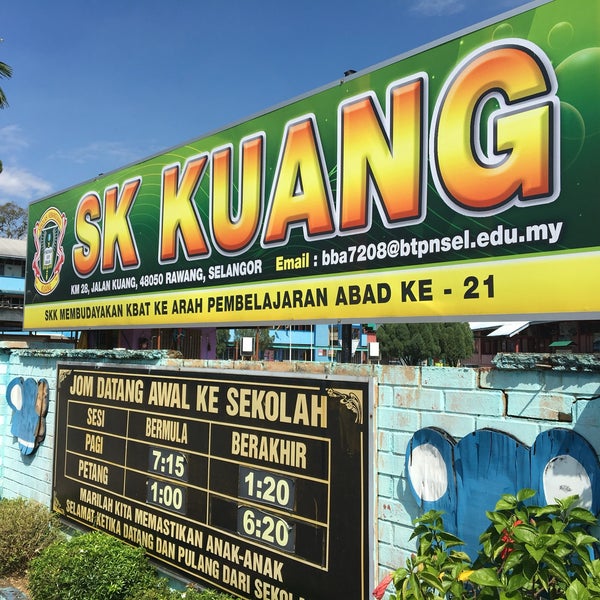 SK KUANG
KM 28, JALAN KUANG, 48050 RAWANG, SELANGOR Email : bba7208@btpnsel.edu.my
SKK MEMBUDAYAKAN KBAT KE ARAH PEMBELAJARAN ABAD KE - 21
JOM DATANG AWAL KE SEKOLAH
SESI BERMULA BERAKHIR
PAGI 7:15 1:20
PETANG 1:00 6:20
MARILAH KITA MEMASTIKAN ANAK-ANAK
SELAMAT KETIKA DATANG DAN PULANG DARI